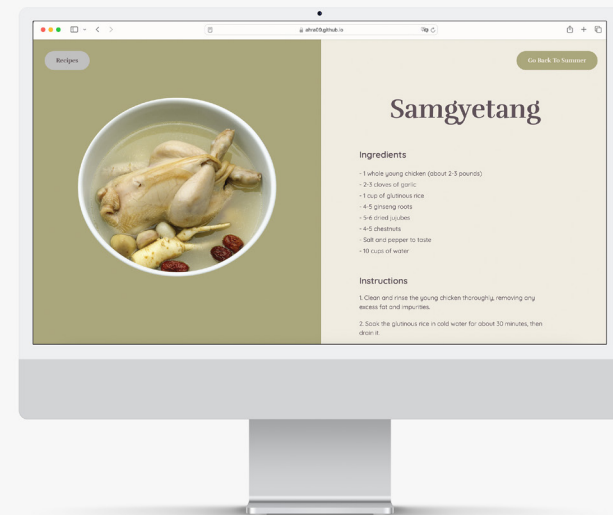 ahra09.github.io
Recipes
Go Back To Summer
Samgyetang
Ingredients
- 1 whole young chicken (about 2-3 pounds)
- 2-3 cloves of garlic
- 1 cup of glutinous rice
- 4-5 ginseng roots
- 5-6 dried jujubes
- 4-5 chestnuts
- Salt and pepper to taste
- 10 cups of water
Instructions
1. Clean and rinse the young chicken thoroughly, removing any
excess fat and impurities.
2. Soak the glutinous rice in cold water for about 30 minutes, then
drain it.